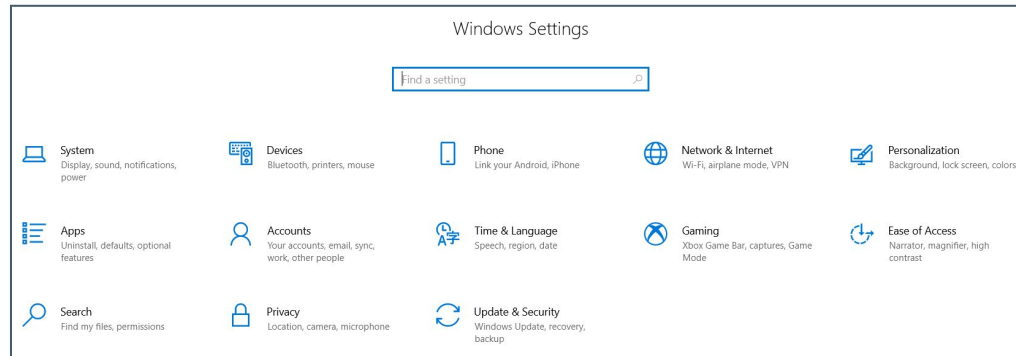 Windows Settings
Find a setting
System
Display, sound, notifications,
power
Devices
Bluetooth, printers, mouse
Phone
Link your Android, iPhone
Network & Internet
Wi-Fi, airplane mode, VPN
Personalization
Background, lock screen, colors
Apps
Uninstall, defaults, optional
features
Accounts
Your accounts, email, sync,
work, other people
Time & Language
Speech, region, date
Gaming
Xbox Game Bar, captures, Game
Mode
Ease of Access
Narrator, magnifier, high
contrast
Search
Find my files, permissions
Privacy
Location, camera, microphone
Update & Security
Windows Update, recovery,
backup